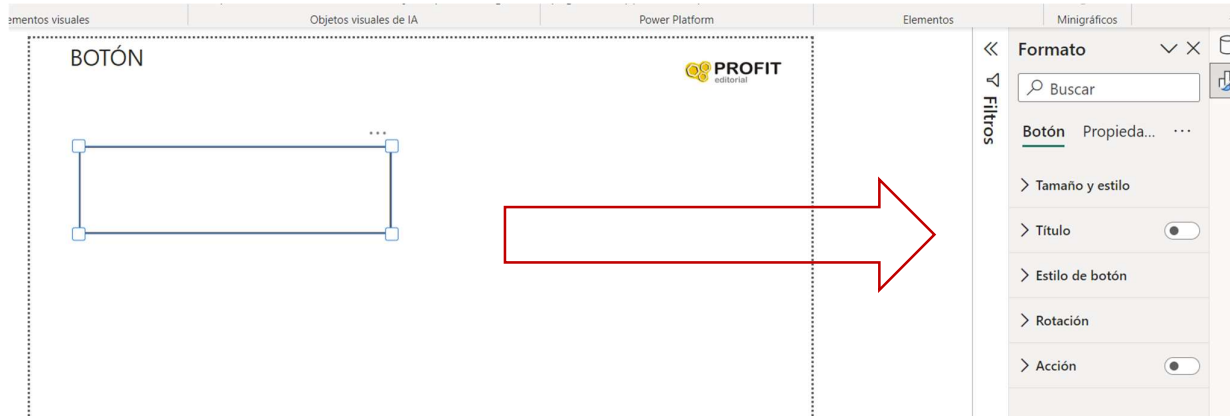 ementos visuales
Objetos visuales de IA
Power Platform
Elementos
Minigráficos
BOTÓN
PROFIT
editorial
Filtros
Formato
Buscar
Botón Propieda... ...
Tamaño y estilo
Título
Estilo de botón
Rotación
Acción